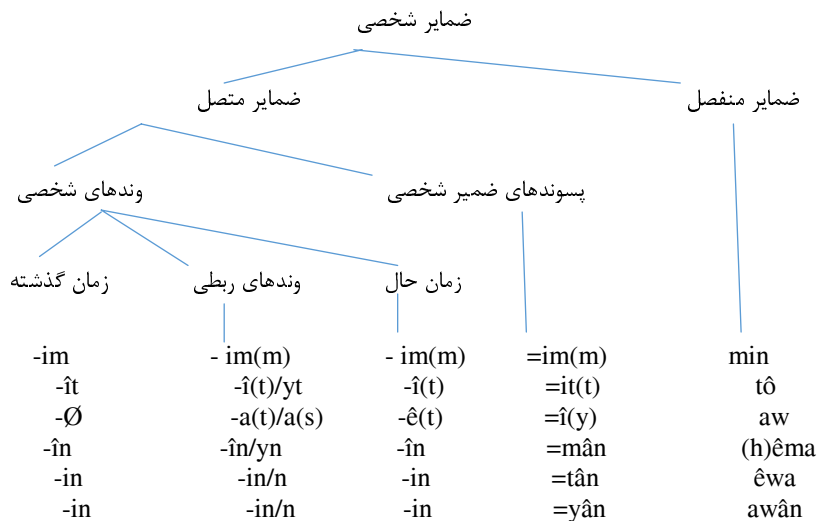 ضمایر شخصی
ضمایر منفصل ضمایر متصل
پسوندهای ضمیر شخصی وندهای شخصی
زمان حال وندهای ربطی زمان گذشته
-im - im(m) - im(m) =im(m) min
-ît -î(t)/yt -î(t) =it(t) tô
-Ø -a(t)/a(s) -ê(t) =î(y) aw
-în -în/yn -în =mân (h)êma
-in -in/n -in =tân êwa
-in -in/n -in =yân awân